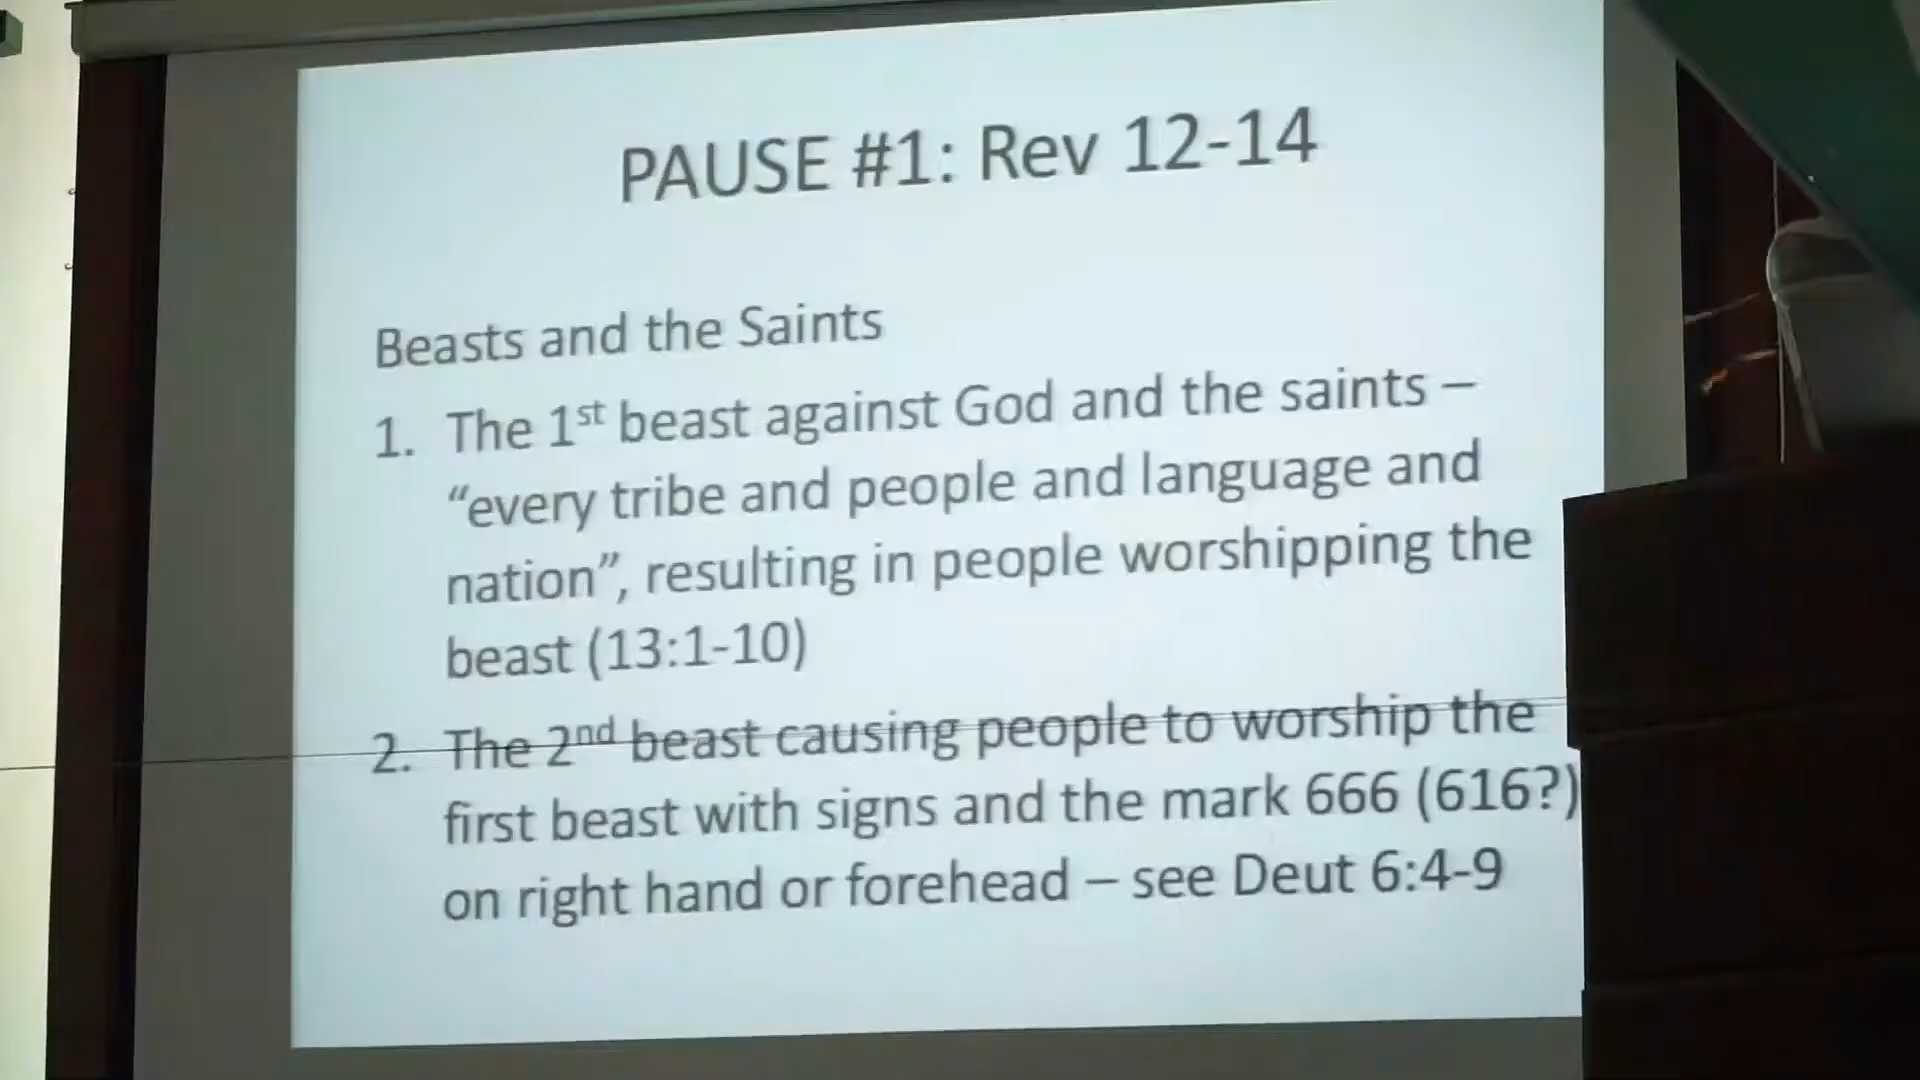 PAUSE #1: Rev 12-14
Beasts and the Saints
1. The 1st beast against God and the saints –
“every tribe and people and language and
nation”, resulting in people worshipping the
beast (13:1-10)
2. The 2nd beast causing people to worship the
first beast with signs and the mark 666 (616?)
on right hand or forehead – see Deut 6:4-9